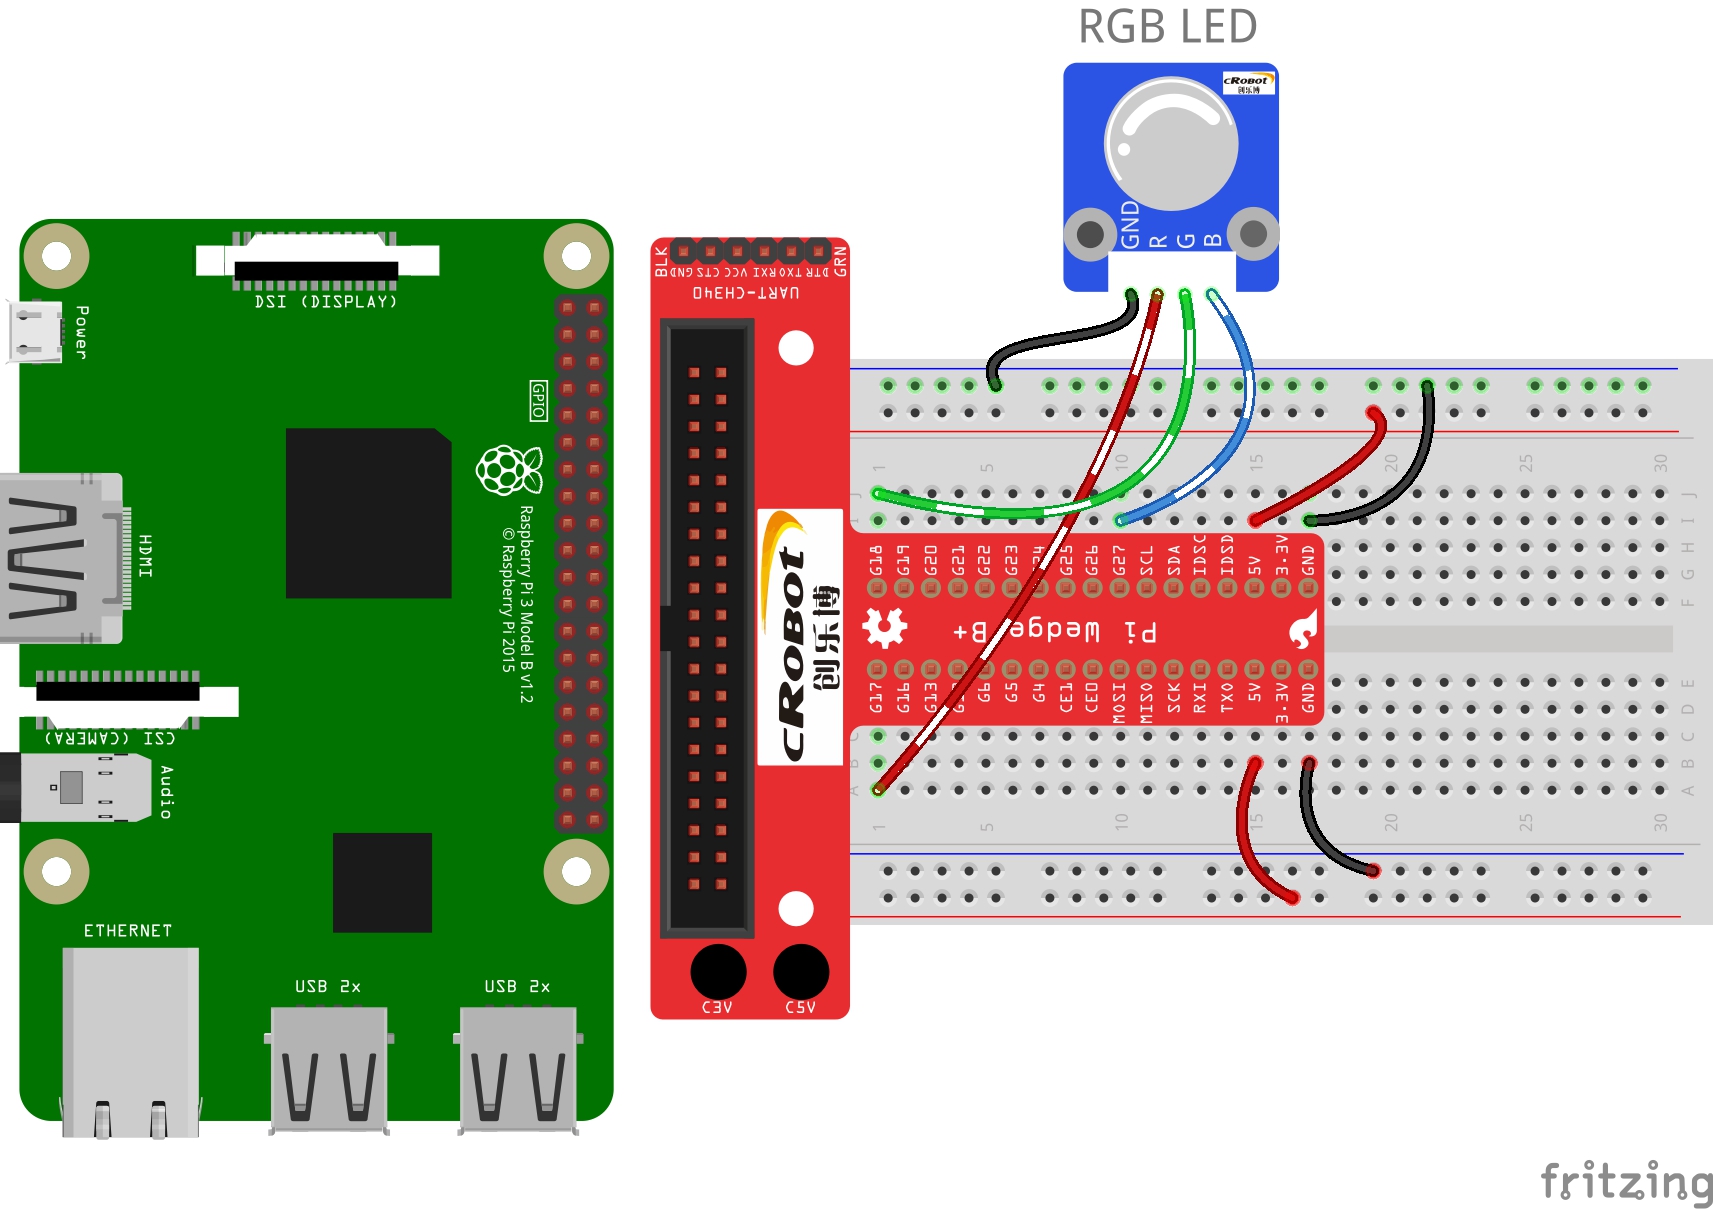 RGB LED
cRobot
创乐博
GND
R
G
B
DSI (DISPLAY)
Power
GPIO
HDMI
Raspberry Pi 3 Model B v1.2
© Raspberry Pi 2015
CSI (CAMERA)
Audio
ETHERNET
USB 2x
USB 2x
BLK
GRN
GND CTS VCC RXI TXO DTR
UART-CH340
cRobot
创乐博
C3V
C5V
1 5 10 15 20 25 30
J
I
H
G
F
G18 G19 G20 G21 G22 G23 G24 G25 G26 G27 SCL SDA IDSC IDSD 5V 3.3V GND
Pi Wedge B+
G17 G16 G13 G6 G5 G4 CE1 CE0 MOSI MISO SCK RXI TXO 5V 3.3V GND
E
D
C
B
A
1 5 10 15 20 25 30
fritzing